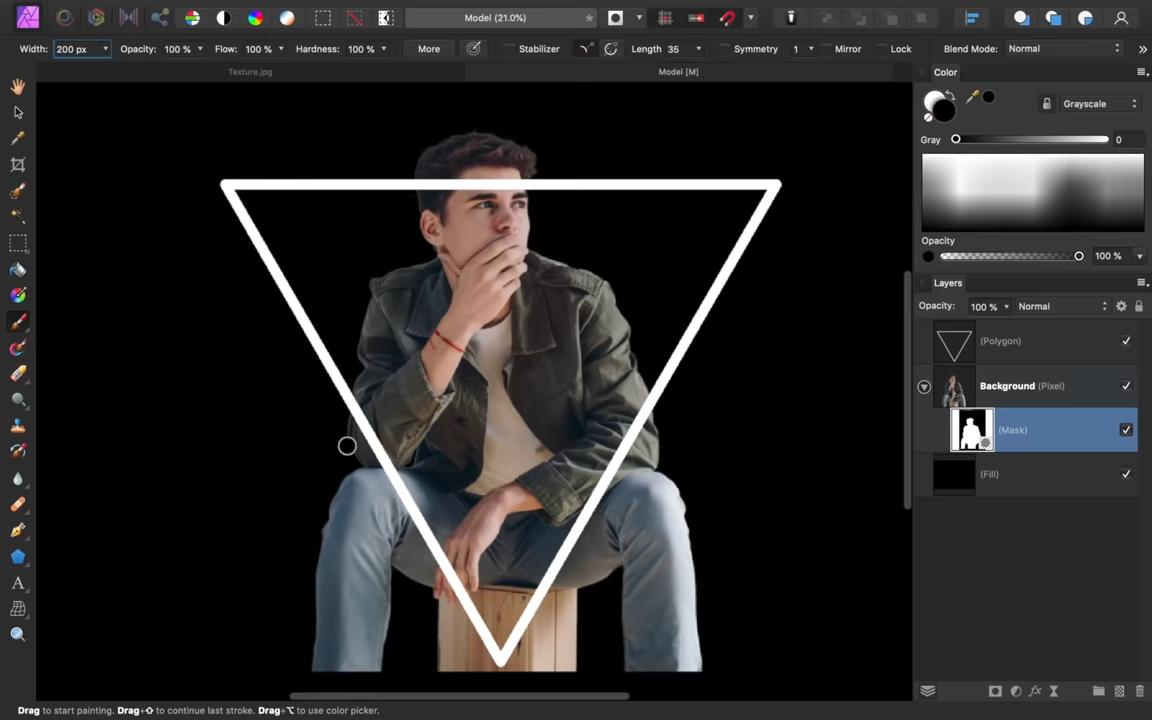 Model (21.0%)
*
Width: 200 px Opacity: 100 % Flow: 100 % Hardness: 100 % More Stabilizer Length 35 Symmetry 1 Mirror Lock Blend Mode: Normal
Texture.jpg
Model [M]
Color
Grayscale
Gray 0
Opacity
100 %
Layers
Opacity: 100 % Normal
(Polygon)
Background (Pixel)
(Mask)
(Fill)
A
fx
Drag to start painting. Drag+⇧ to continue last stroke. Drag+⌥ to use color picker.